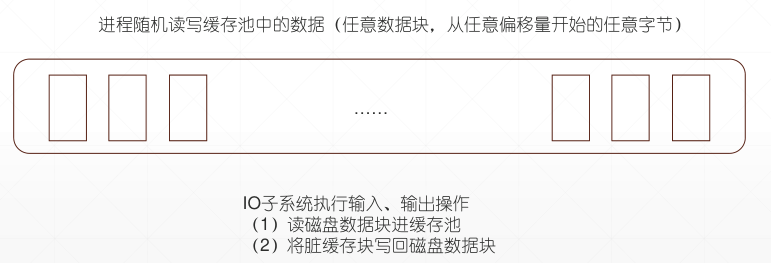 进程随机读写缓存池中的数据（任意数据块，从任意偏移量开始的任意字节）
……
IO子系统执行输入、输出操作
（1）读磁盘数据块进缓存池
（2）将脏缓存块写回磁盘数据块